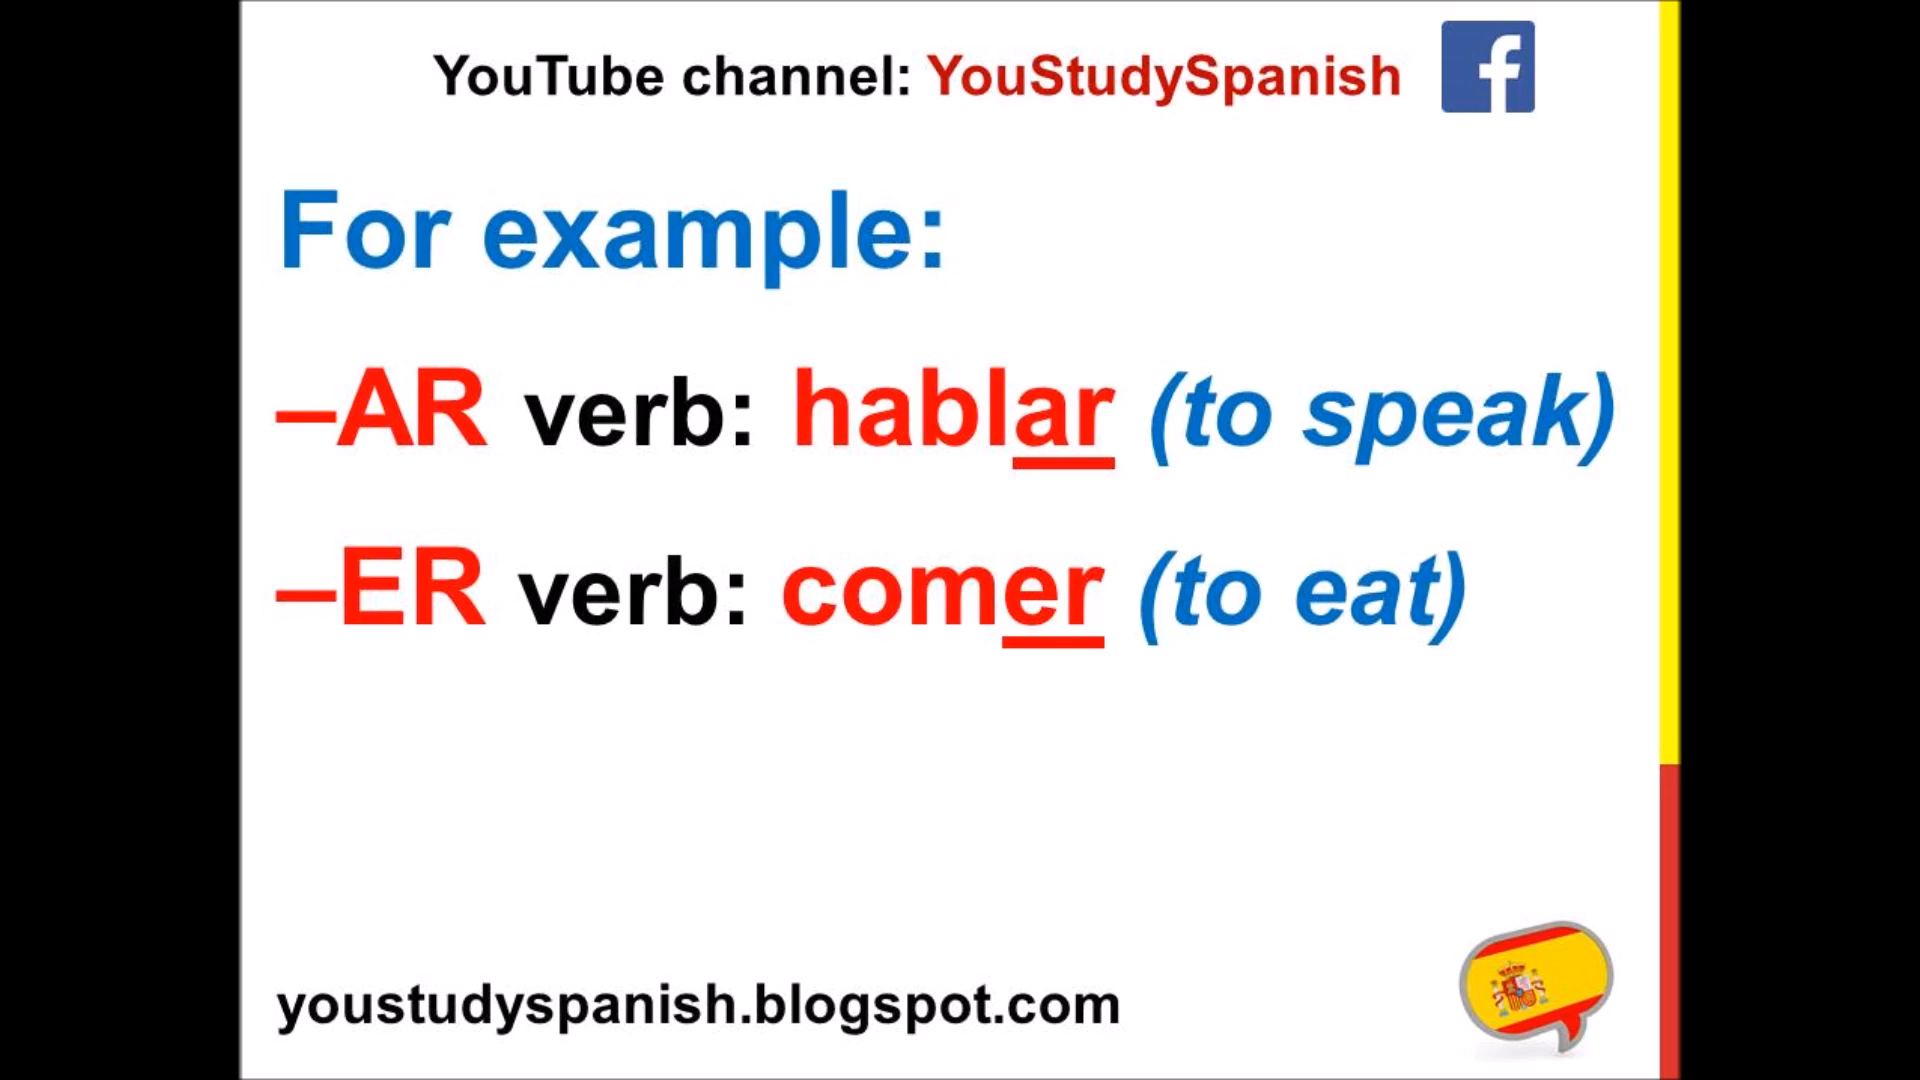 YouTube channel: YouStudySpanish
For example:
–AR verb: hablar (to speak)
–ER verb: comer (to eat)
youstudyspanish.blogspot.com